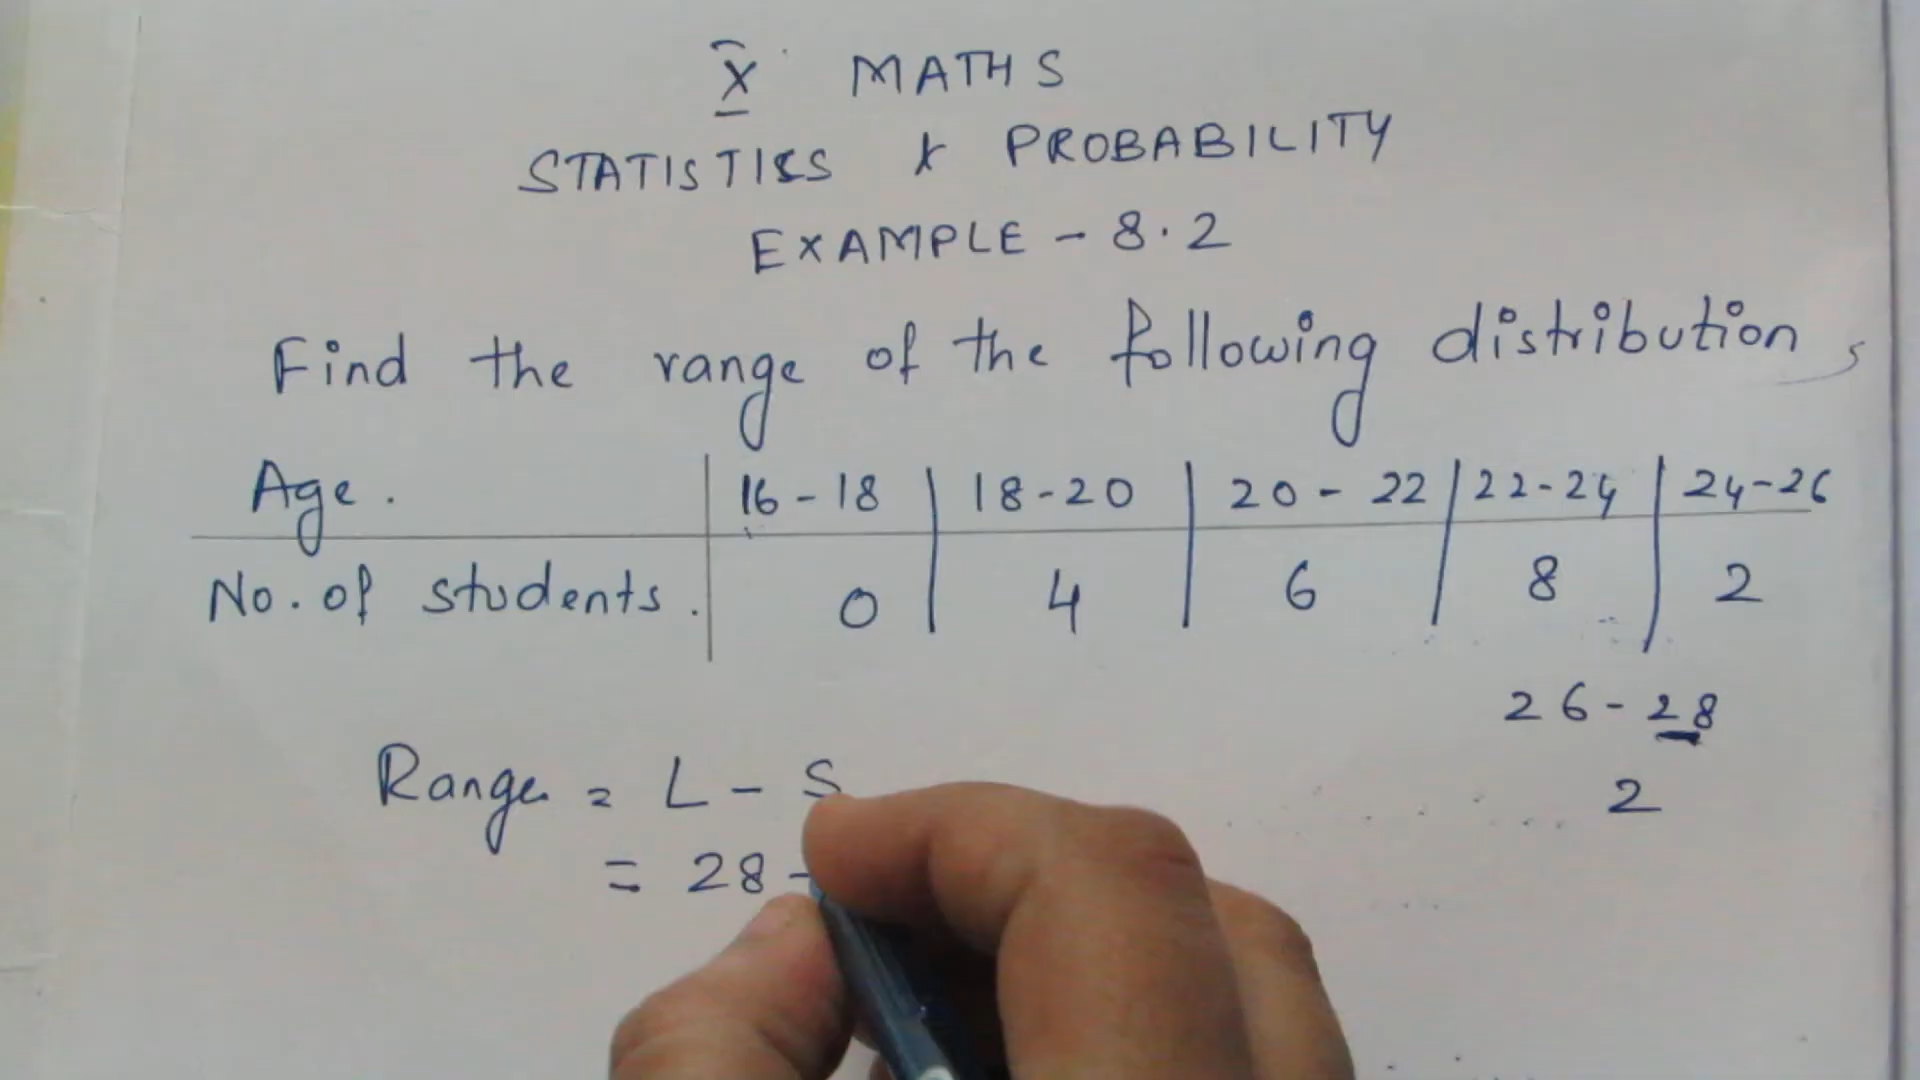 X MATHS
STATISTICS & PROBABILITY
EXAMPLE - 8.2
Find the range of the following distribution
Age. 16-18 18-20 20-22 22-24 24-26
No. of students. 0 4 6 8 2
26-28
2
Range = L - S
= 28 -